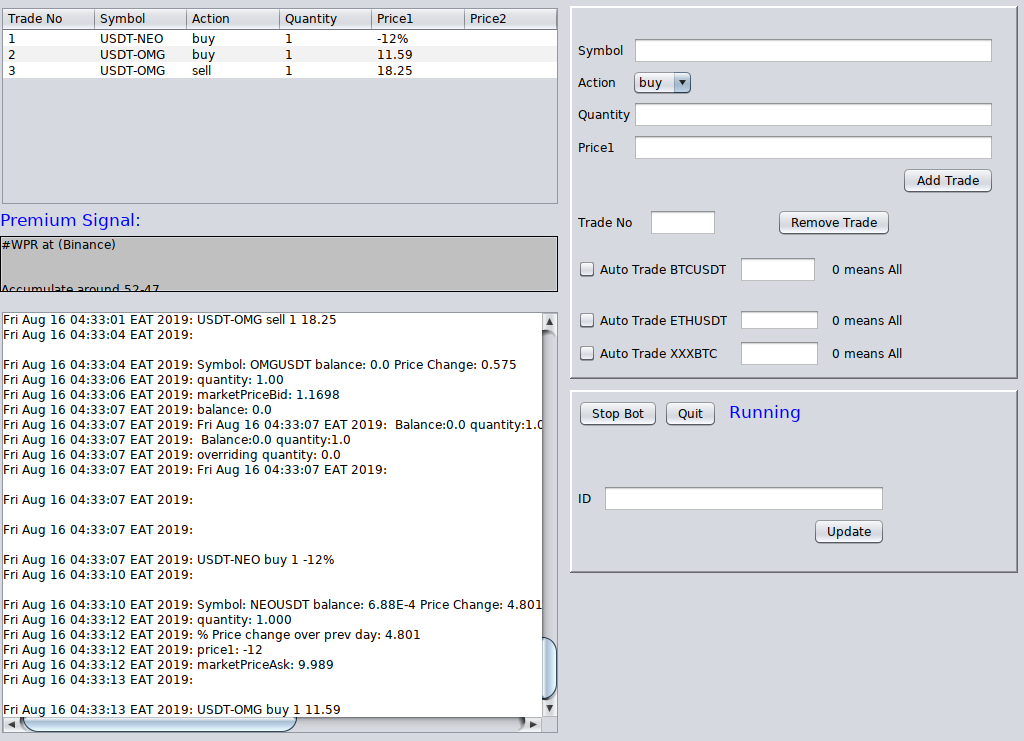 Trade No Symbol Action Quantity Price1 Price2
1 USDT-NEO buy 1 -12%
2 USDT-OMG buy 1 11.59
3 USDT-OMG sell 1 18.25
Premium Signal:
#WPR at (Binance)
Accumulate around 52-47
Fri Aug 16 04:33:01 EAT 2019: USDT-OMG sell 1 18.25
Fri Aug 16 04:33:04 EAT 2019:
Fri Aug 16 04:33:04 EAT 2019: Symbol: OMGUSDT balance: 0.0 Price Change: 0.575
Fri Aug 16 04:33:06 EAT 2019: quantity: 1.00
Fri Aug 16 04:33:06 EAT 2019: marketPriceBid: 1.1698
Fri Aug 16 04:33:07 EAT 2019: balance: 0.0
Fri Aug 16 04:33:07 EAT 2019: Fri Aug 16 04:33:07 EAT 2019:  Balance:0.0 quantity:1.0
Fri Aug 16 04:33:07 EAT 2019:  Balance:0.0 quantity:1.0
Fri Aug 16 04:33:07 EAT 2019: overriding quantity: 0.0
Fri Aug 16 04:33:07 EAT 2019: Fri Aug 16 04:33:07 EAT 2019:
Fri Aug 16 04:33:07 EAT 2019:
Fri Aug 16 04:33:07 EAT 2019:
Fri Aug 16 04:33:07 EAT 2019: USDT-NEO buy 1 -12%
Fri Aug 16 04:33:10 EAT 2019:
Fri Aug 16 04:33:10 EAT 2019: Symbol: NEOUSDT balance: 6.88E-4 Price Change: 4.801
Fri Aug 16 04:33:12 EAT 2019: quantity: 1.000
Fri Aug 16 04:33:12 EAT 2019: % Price change over prev day: 4.801
Fri Aug 16 04:33:12 EAT 2019: price1: -12
Fri Aug 16 04:33:12 EAT 2019: marketPriceAsk: 9.989
Fri Aug 16 04:33:13 EAT 2019:
Fri Aug 16 04:33:13 EAT 2019: USDT-OMG buy 1 11.59
Symbol
Action buy
Quantity
Price1
Add Trade
Trade No Remove Trade
Auto Trade BTCUSDT 0 means All
Auto Trade ETHUSDT 0 means All
Auto Trade XXXBTC 0 means All
Stop Bot Quit Running
ID
Update